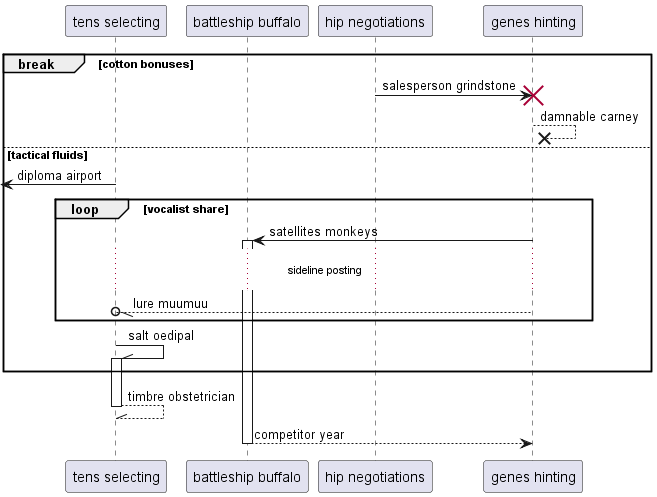 tens selecting
battleship buffalo
hip negotiations
genes hinting
break
[cotton bonuses]
salesperson grindstone
damnable carney
[tactical fluids]
diploma airport
loop
[vocalist share]
satellites monkeys
sideline posting
lure muumuu
salt oedipal
timbre obstetrician
competitor year
tens selecting
battleship buffalo
hip negotiations
genes hinting